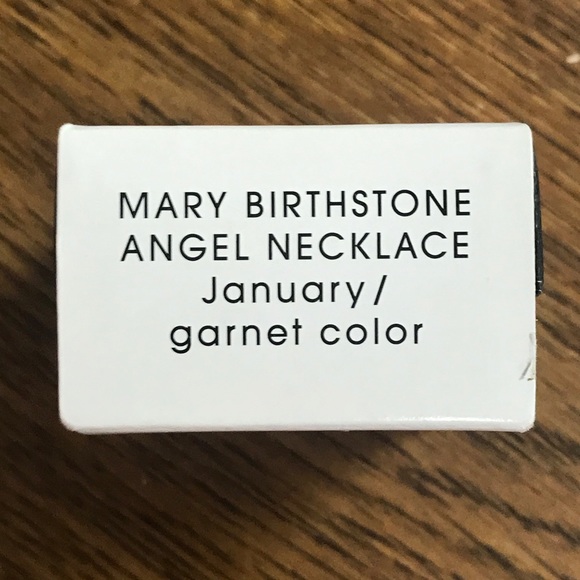 MARY BIRTHSTONE
ANGEL NECKLACE
January/
garnet color